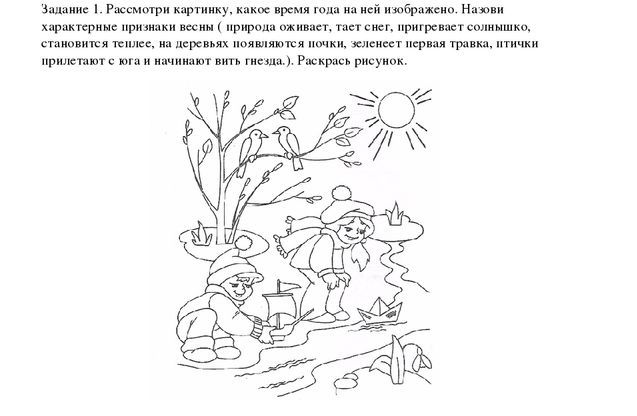 Задание 1. Рассмотри картинку, какое время года на ней изображено. Назови
характерные признаки весны ( природа оживает, тает снег, пригревает солнышко,
становится теплее, на деревьях появляются почки, зеленеет первая травка, птички
прилетают с юга и начинают вить гнезда.). Раскрась рисунок.